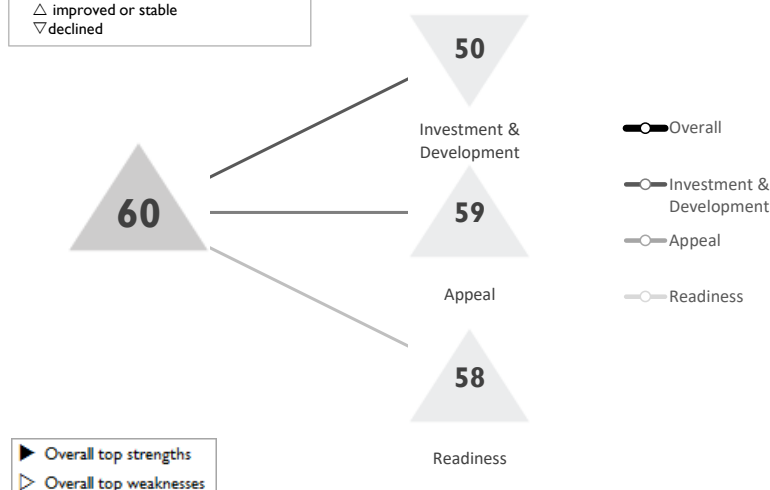 △ improved or stable
▽ declined
50
Investment &
Development
60
59
Appeal
58
Readiness
Overall
Investment &
Development
Appeal
Readiness
▶ Overall top strengths
▷ Overall top weaknesses